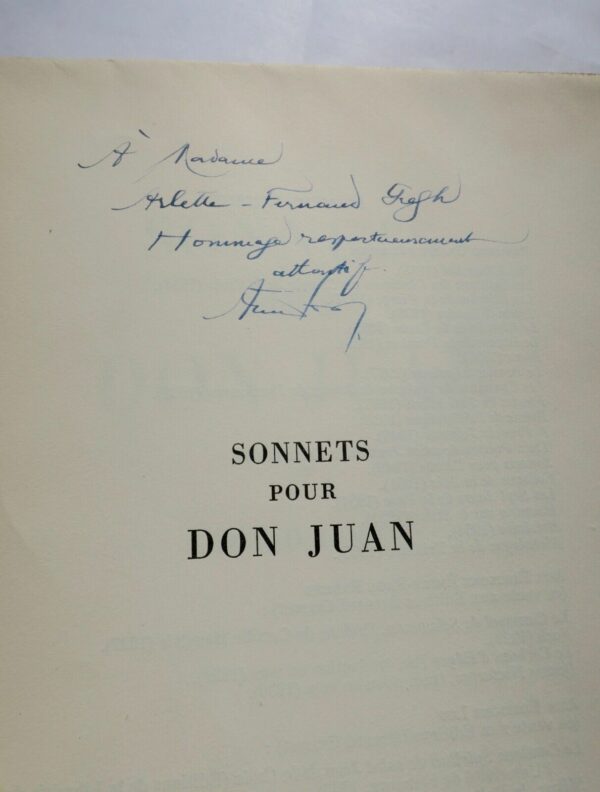 À Madame
Arlette-Fernand Gregh
Hommage respectueusement
attentif
SONNETS
POUR
DON JUAN